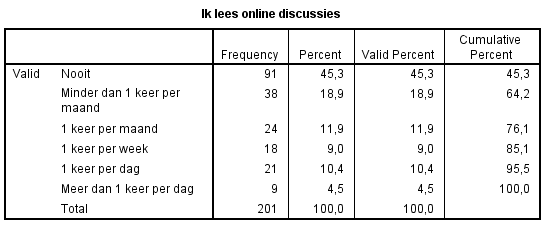 Ik lees online discussies
Frequency Percent Valid Percent Cumulative Percent
Valid Nooit 91 45,3 45,3 45,3
Minder dan 1 keer per maand 38 18,9 18,9 64,2
1 keer per maand 24 11,9 11,9 76,1
1 keer per week 18 9,0 9,0 85,1
1 keer per dag 21 10,4 10,4 95,5
Meer dan 1 keer per dag 9 4,5 4,5 100,0
Total 201 100,0 100,0